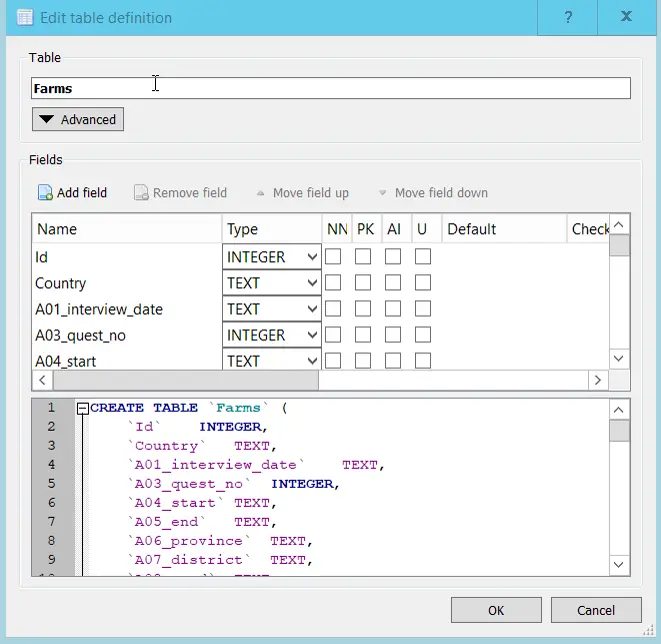 Edit table definition ? X
Table
Farms
Advanced
Fields
Add field Remove field Move field up Move field down
Name Type NN PK AI U Default Check
Id INTEGER
Country TEXT
A01_interview_date TEXT
A03_quest_no INTEGER
A04_start TEXT
1 CREATE TABLE `Farms` (
2 `Id` INTEGER,
3 `Country` TEXT,
4 `A01_interview_date` TEXT,
5 `A03_quest_no` INTEGER,
6 `A04_start` TEXT,
7 `A05_end` TEXT,
8 `A06_province` TEXT,
9 `A07_district` TEXT,
OK Cancel